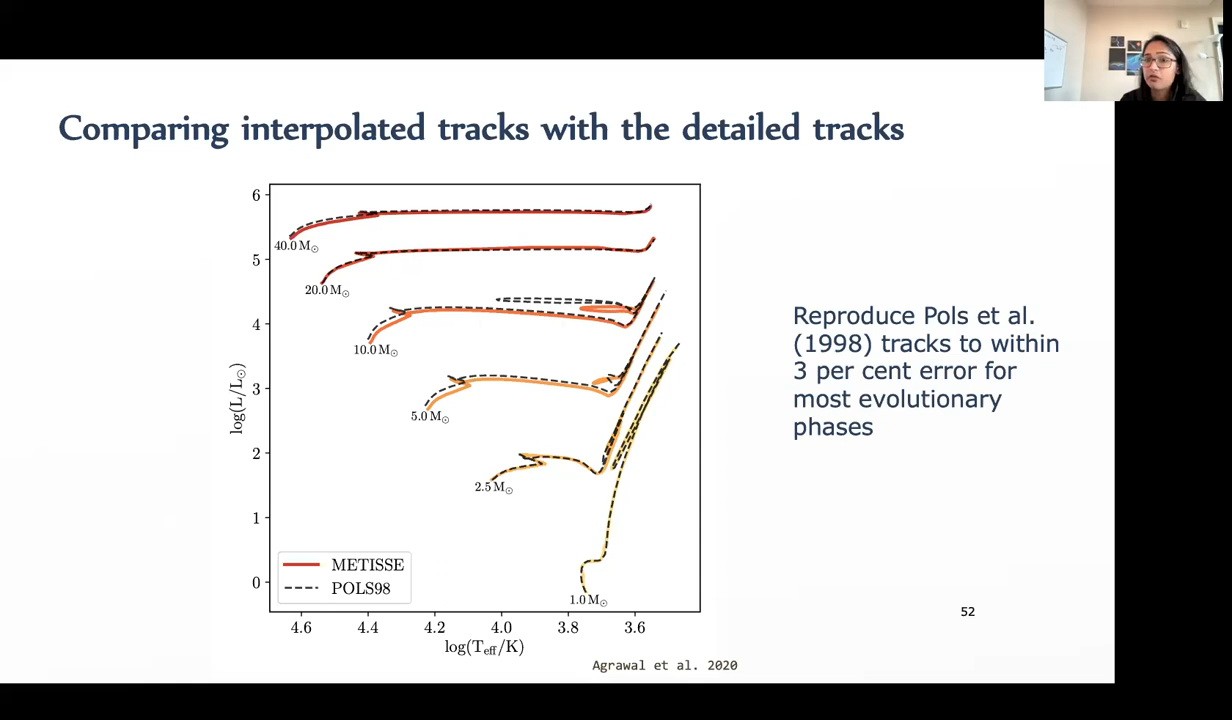 Comparing interpolated tracks with the detailed tracks
6
5
4
3
2
1
0
log(L/L☉)
40.0 M☉
20.0 M☉
10.0 M☉
5.0 M☉
2.5 M☉
1.0 M☉
METISSE
POLS98
4.6 4.4 4.2 4.0 3.8 3.6
log(Teff/K)
Reproduce Pols et al.
(1998) tracks to within
3 per cent error for
most evolutionary
phases
52
Agrawal et al. 2020